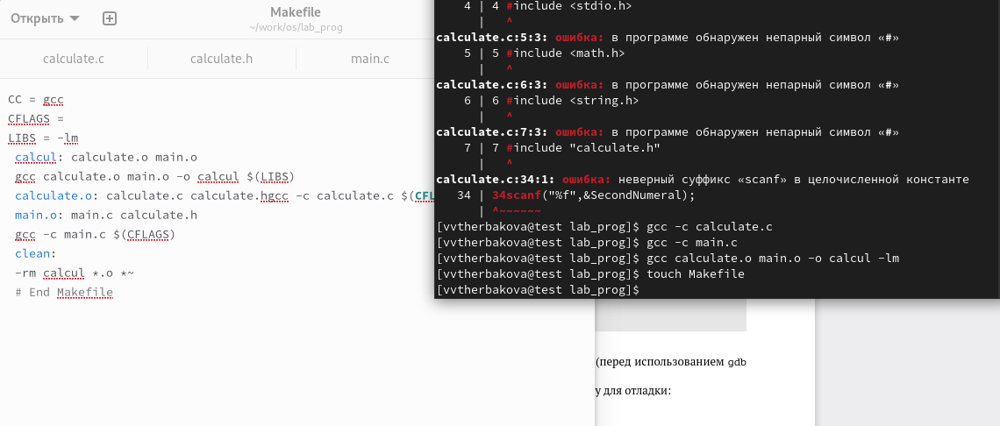 Открыть
Makefile
~/work/os/lab_prog
calculate.c
calculate.h
main.c
CC = gcc
CFLAGS =
LIBS = -lm
calcul: calculate.o main.o
gcc calculate.o main.o -o calcul $(LIBS)
calculate.o: calculate.c calculate.hgcc -c calculate.c $(CFL
main.o: main.c calculate.h
gcc -c main.c $(CFLAGS)
clean:
-rm calcul *.o *~
# End Makefile
4 | 4 #include <stdio.h>
| ^
calculate.c:5:3: ошибка: в программе обнаружен непарный символ «#»
5 | 5 #include <math.h>
| ^
calculate.c:6:3: ошибка: в программе обнаружен непарный символ «#»
6 | 6 #include <string.h>
| ^
calculate.c:7:3: ошибка: в программе обнаружен непарный символ «#»
7 | 7 #include "calculate.h"
| ^
calculate.c:34:1: ошибка: неверный суффикс «scanf» в целочисленной константе
34 | 34scanf("%f",&SecondNumeral);
| ^~~~~~~
[vvtherbakova@test lab_prog]$ gcc -c calculate.c
[vvtherbakova@test lab_prog]$ gcc -c main.c
[vvtherbakova@test lab_prog]$ gcc calculate.o main.o -o calcul -lm
[vvtherbakova@test lab_prog]$ touch Makefile
[vvtherbakova@test lab_prog]$
(перед использованием gdb
у для отладки: